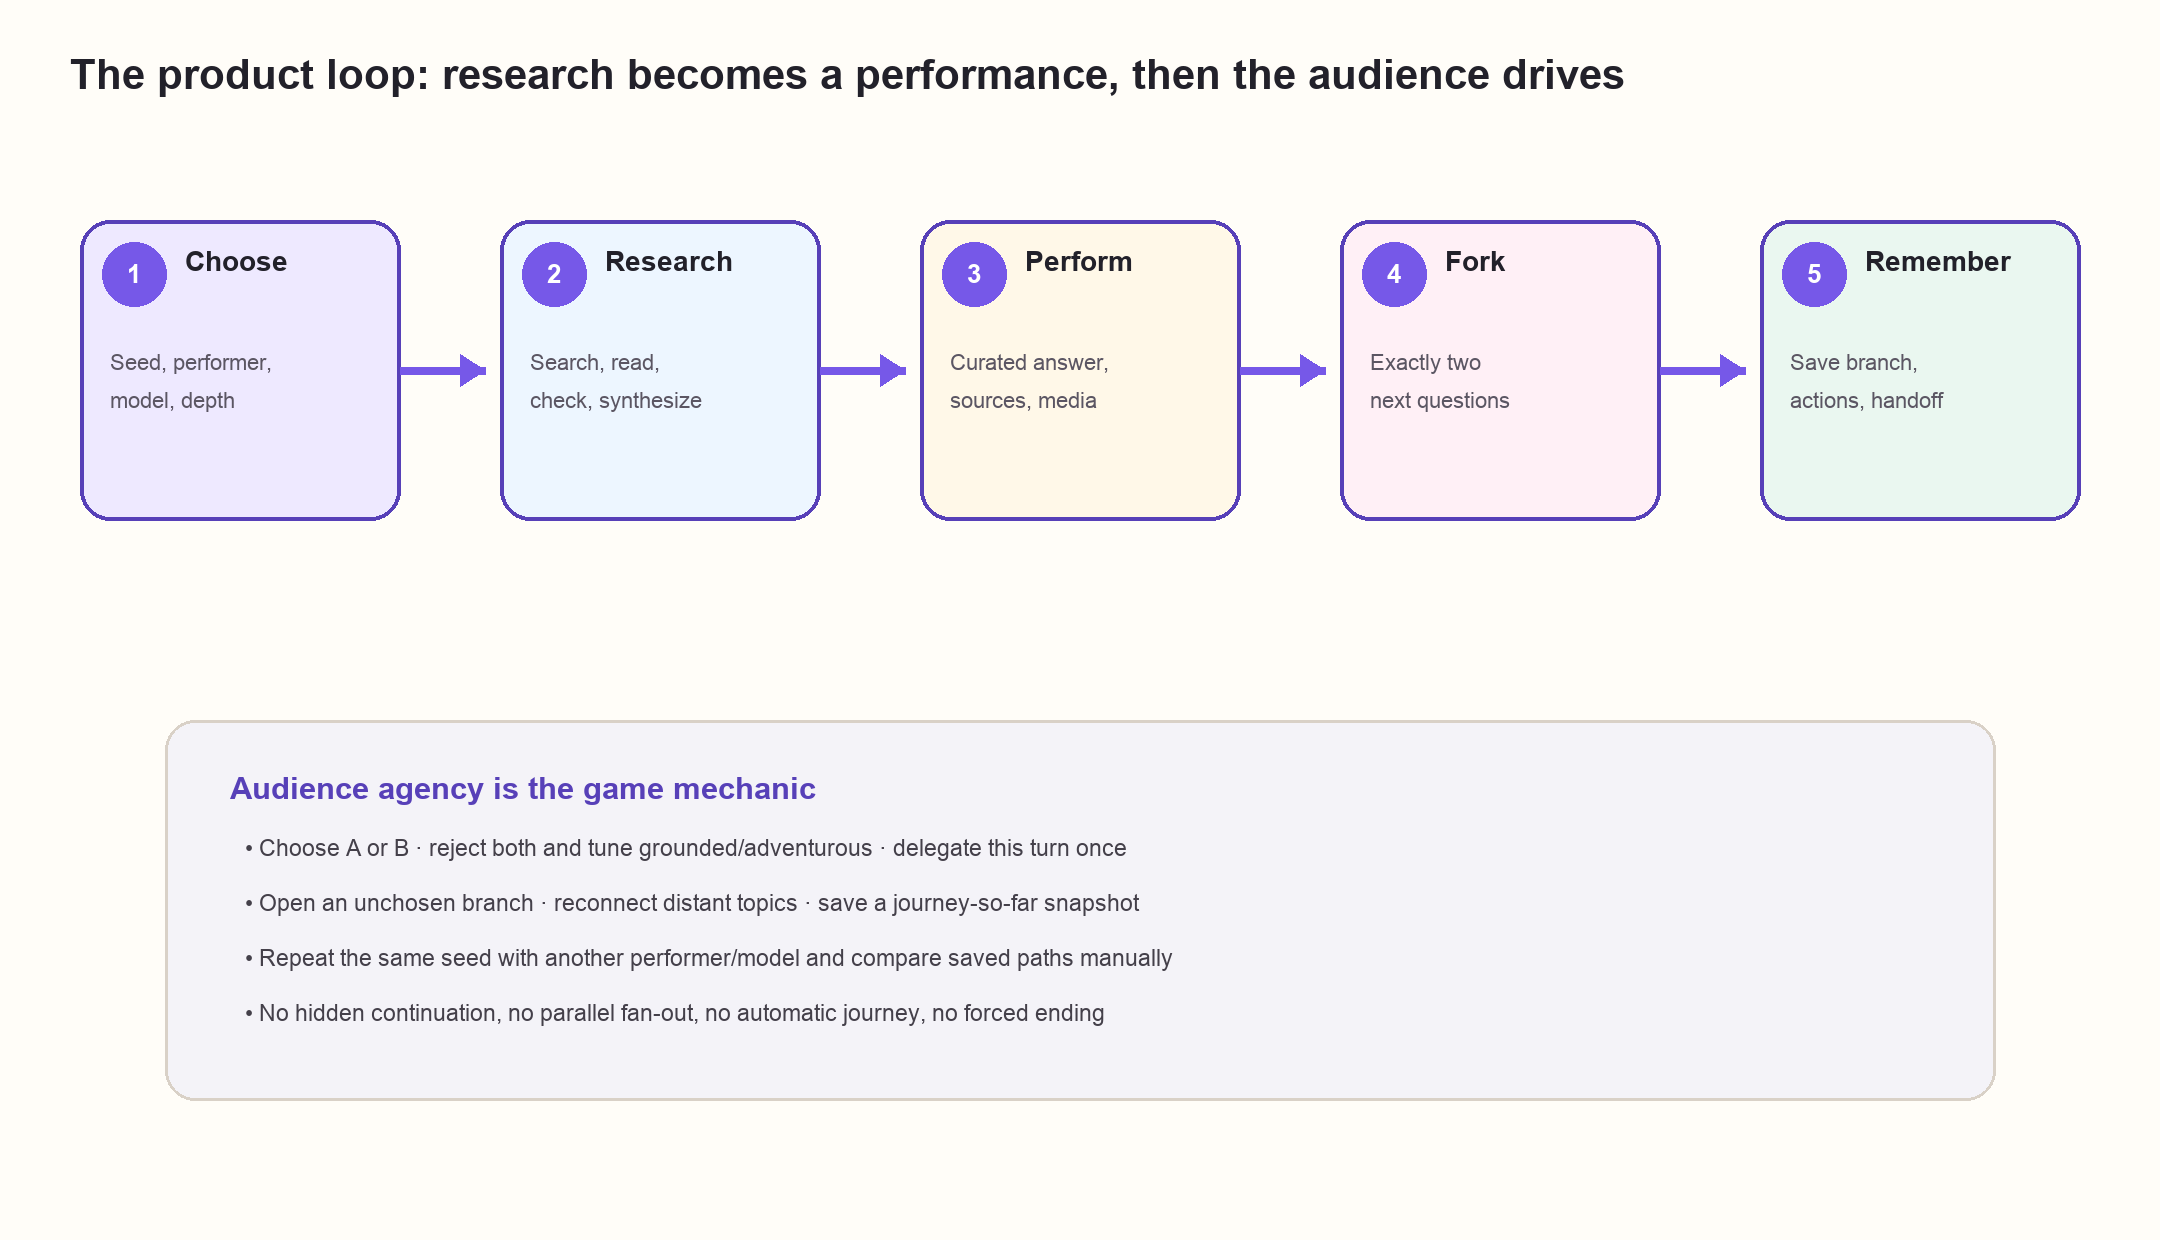 The product loop: research becomes a performance, then the audience drives
1
Choose
Seed, performer,
model, depth
2
Research
Search, read,
check, synthesize
3
Perform
Curated answer,
sources, media
4
Fork
Exactly two
next questions
5
Remember
Save branch,
actions, handoff
Audience agency is the game mechanic
• Choose A or B · reject both and tune grounded/adventurous · delegate this turn once
• Open an unchosen branch · reconnect distant topics · save a journey-so-far snapshot
• Repeat the same seed with another performer/model and compare saved paths manually
• No hidden continuation, no parallel fan-out, no automatic journey, no forced ending